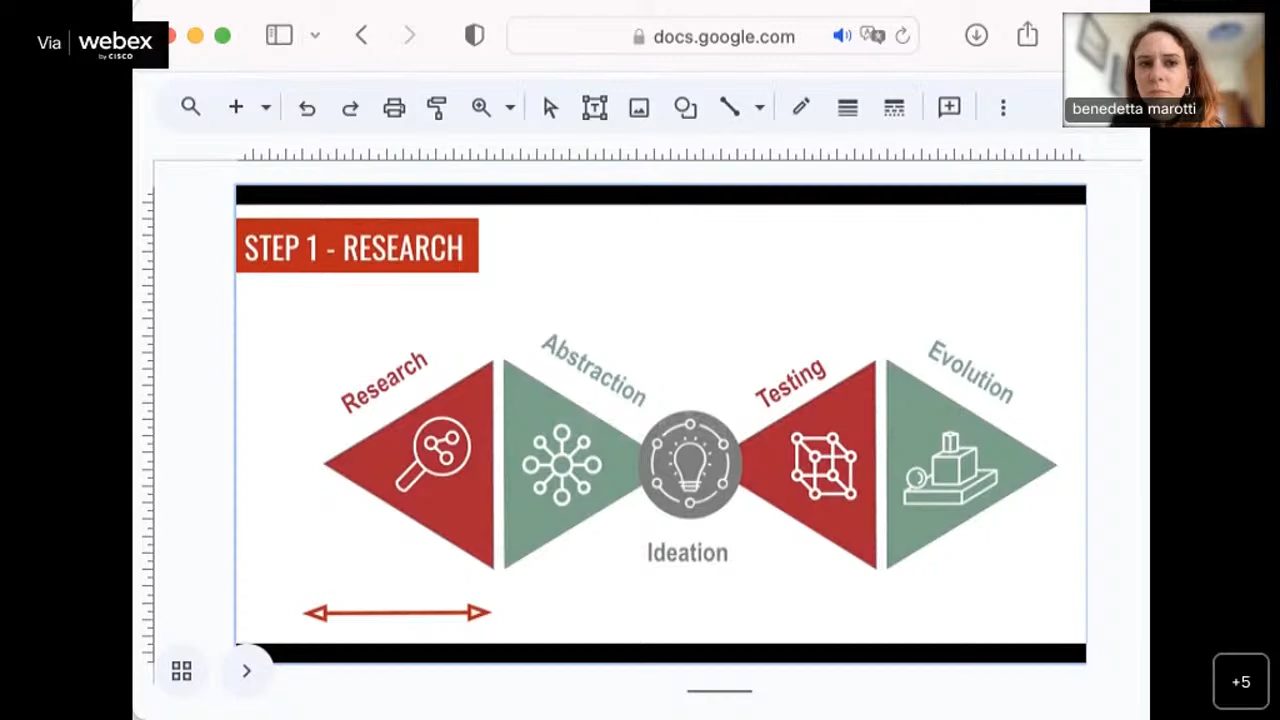 Via webex
by CISCO
docs.google.com
benedetta marotti
STEP 1 - RESEARCH
Research
Abstraction
Testing
Evolution
Ideation
+5